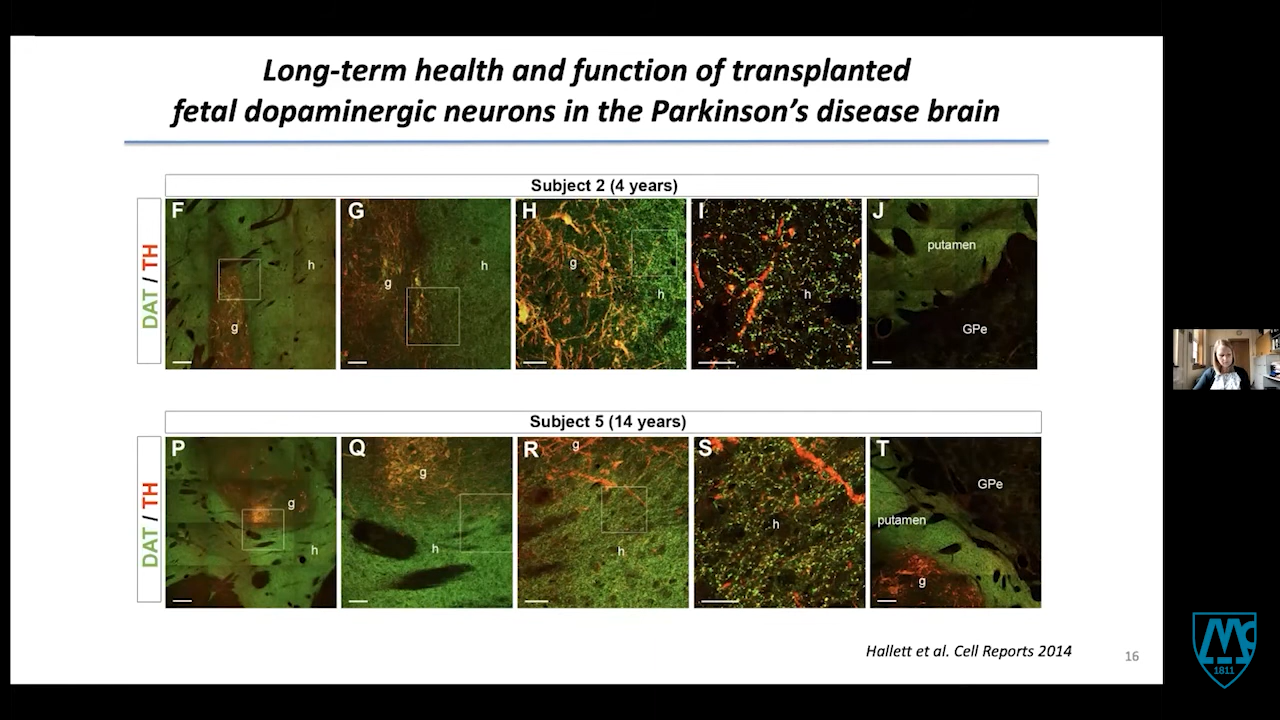 Long-term health and function of transplanted
fetal dopaminergic neurons in the Parkinson's disease brain
Subject 2 (4 years)
DAT / TH
F
h
g
G
g
h
H
g
h
I
h
J
putamen
GPe
Subject 5 (14 years)
DAT / TH
P
g
h
Q
g
h
R
g
h
S
h
T
GPe
putamen
g
Hallett et al. Cell Reports 2014
16
1811